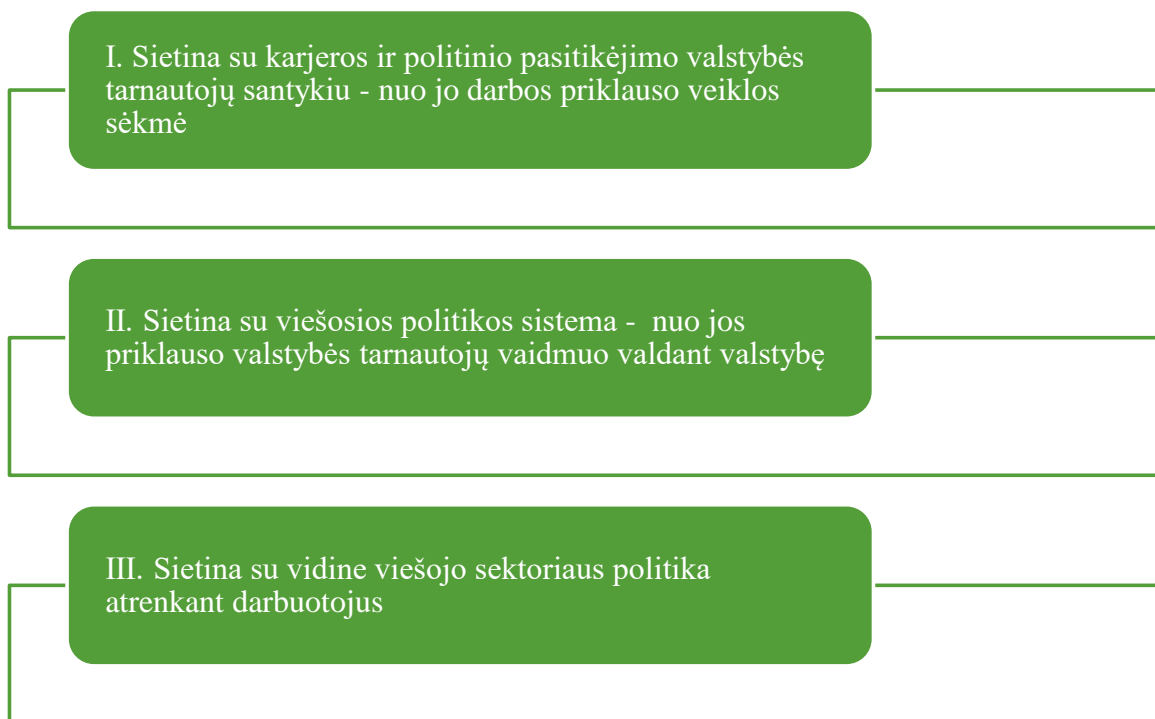 I. Sietina su karjeros ir politinio pasitikėjimo valstybės
tarnautojų santykiu - nuo jo darbos priklauso veiklos
sėkmė
II. Sietina su viešosios politikos sistema - nuo jos
priklauso valstybės tarnautojų vaidmuo valdant valstybę
III. Sietina su vidine viešojo sektoriaus politika
atrenkant darbuotojus